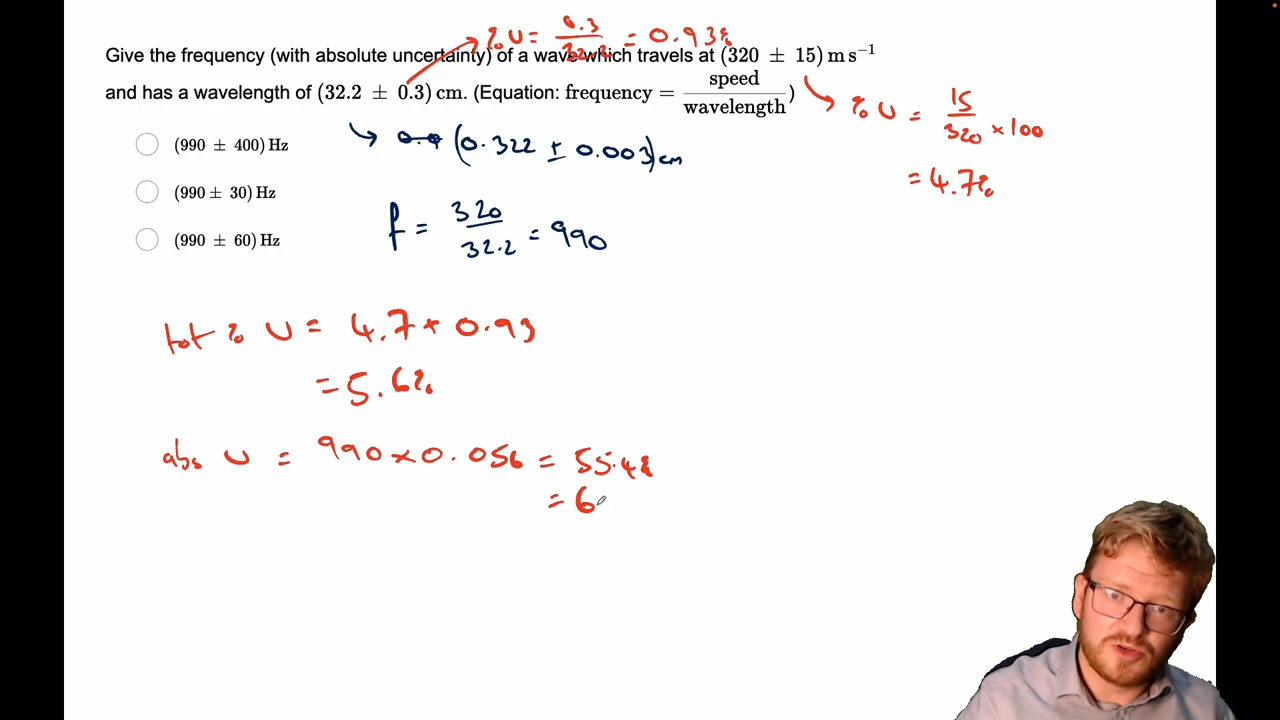 %U = 0.3/32.2 = 0.93%
Give the frequency (with absolute uncertainty) of a wave which travels at (320 ± 15) m s⁻¹
and has a wavelength of (32.2 ± 0.3) cm. (Equation: frequency = speed/wavelength)
% U = 15/320 × 100
= 4.7%
(990 ± 400) Hz
(990 ± 30) Hz
(990 ± 60) Hz
(0.322 ± 0.003) cm
f = 320/32.2 = 990
tot % U = 4.7 + 0.93
= 5.6%
abs U = 990 × 0.056 = 55.48
= 6